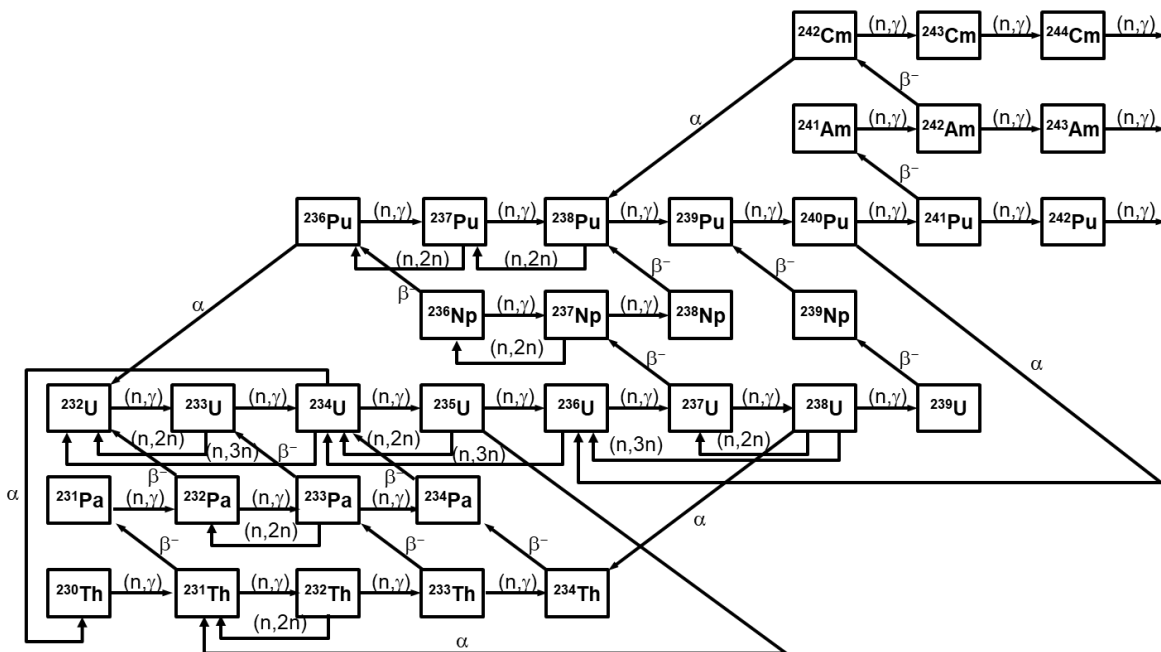 ²⁴²Cm (n,γ) ²⁴³Cm (n,γ) ²⁴⁴Cm (n,γ)
β⁻
α
²⁴¹Am (n,γ) ²⁴²Am (n,γ) ²⁴³Am (n,γ)
β⁻
²³⁶Pu (n,γ) ²³⁷Pu (n,γ) ²³⁸Pu (n,γ) ²³⁹Pu (n,γ) ²⁴⁰Pu (n,γ) ²⁴¹Pu (n,γ) ²⁴²Pu (n,γ)
(n,2n) (n,2n) β⁻ β⁻
α β⁻ ²³⁶Np (n,γ) ²³⁷Np (n,γ) ²³⁸Np ²³⁹Np
(n,2n) β⁻ β⁻ α
²³²U (n,γ) ²³³U (n,γ) ²³⁴U (n,γ) ²³⁵U (n,γ) ²³⁶U (n,γ) ²³⁷U (n,γ) ²³⁸U (n,γ) ²³⁹U
(n,2n) (n,3n) (n,2n) (n,3n) (n,3n) (n,2n)
β⁻ β⁻ β⁻
α ²³¹Pa (n,γ) ²³²Pa (n,γ) ²³³Pa (n,γ) ²³⁴Pa
(n,2n) α
β⁻ β⁻ β⁻
²³⁰Th (n,γ) ²³¹Th (n,γ) ²³²Th (n,γ) ²³³Th (n,γ) ²³⁴Th
(n,2n)
α